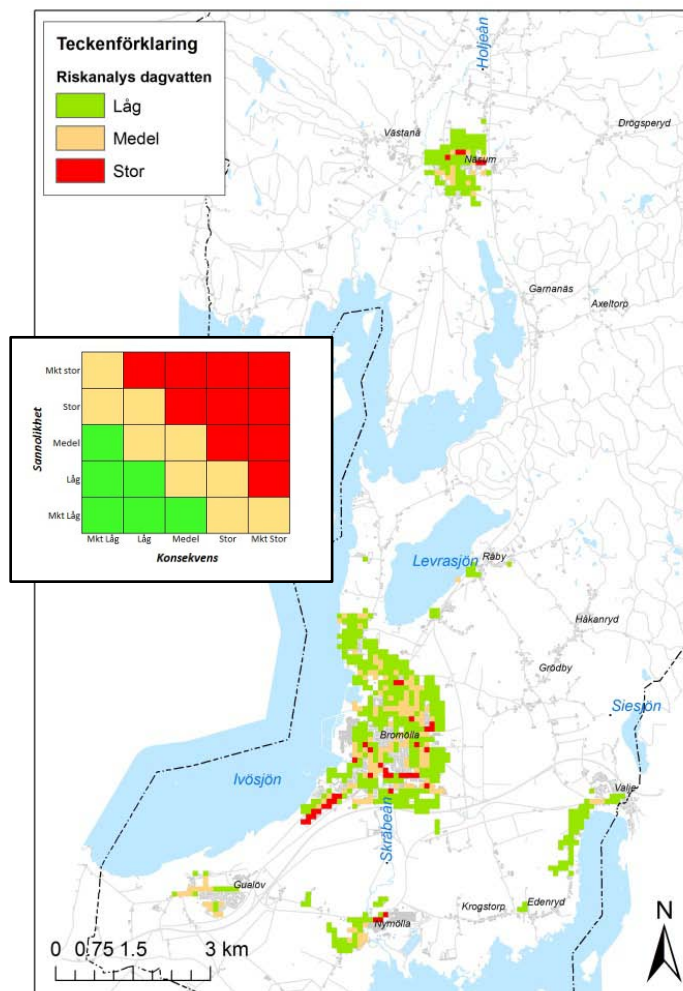 Teckenförklaring
Riskanalys dagvatten
Låg
Medel
Stor
Holjeån
Drögsperyd
Västanå
Näsum
Garnanäs
Axeltorp
Sannolikhet
Mkt stor
Stor
Medel
Låg
Mkt Låg
Mkt Låg
Låg
Medel
Stor
Mkt Stor
Konsekvens
Levrasjön
Råby
Håkanryd
Grödby
Siesjön
Bromölla
Ivösjön
Valje
Skräbeån
Gualöv
Krogstorp
Edenryd
Nymölla
N
0 0.75 1.5 3 km